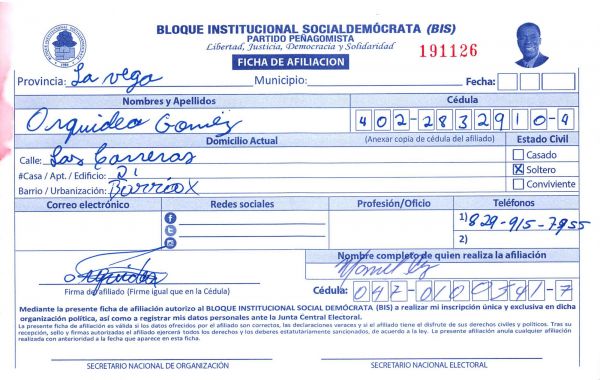 BLOQUE INSTITUCIONAL SOCIALDEMÓCRATA (BIS)
PARTIDO PEÑAGOMISTA
Libertad, Justicia, Democracia y Solidaridad
191126
FICHA DE AFILIACION
Provincia: La vega Municipio: Fecha:
Nombres y Apellidos Cédula
Orquidea Gomez 402-2832910-4
Domicilio Actual (Anexar copia de cédula del afiliado) Estado Civil
Calle: Las Carreras Casado
#Casa / Apt. / Edificio: 21 X Soltero
Barrio / Urbanización: Barrio X Conviviente
Correo electrónico Redes sociales Profesión/Oficio Teléfonos
1) 829-915-7955
2)
Nombre completo de quien realiza la afiliación
Orquidea
Firma de afiliado (Firme igual que en la Cédula) Cédula: 047-0100341-7
Mediante la presente ficha de afiliación autorizo al BLOQUE INSTITUCIONAL SOCIAL DEMÓCRATA (BIS) a realizar mi inscripción única y exclusiva en dicha
organización política, así como a registrar mis datos personales ante la Junta Central Electoral.
La presente ficha de afiliación es válida si los datos ofrecidos por el afiliado son correctos, las declaraciones veraces y si el afiliado tiene el disfrute de sus derechos civiles y políticos. Tras su
recepción, sello y firmas autorizadas el afiliado ejercerá todos los derechos y los deberes estatutariamente sancionados, de acuerdo a la ley. La presente afiliación anula cualquier afiliación
realizada con anterioridad a la fecha que aparece en esta ficha.
SECRETARIO NACIONAL DE ORGANIZACIÓN SECRETARIO NACIONAL ELECTORAL